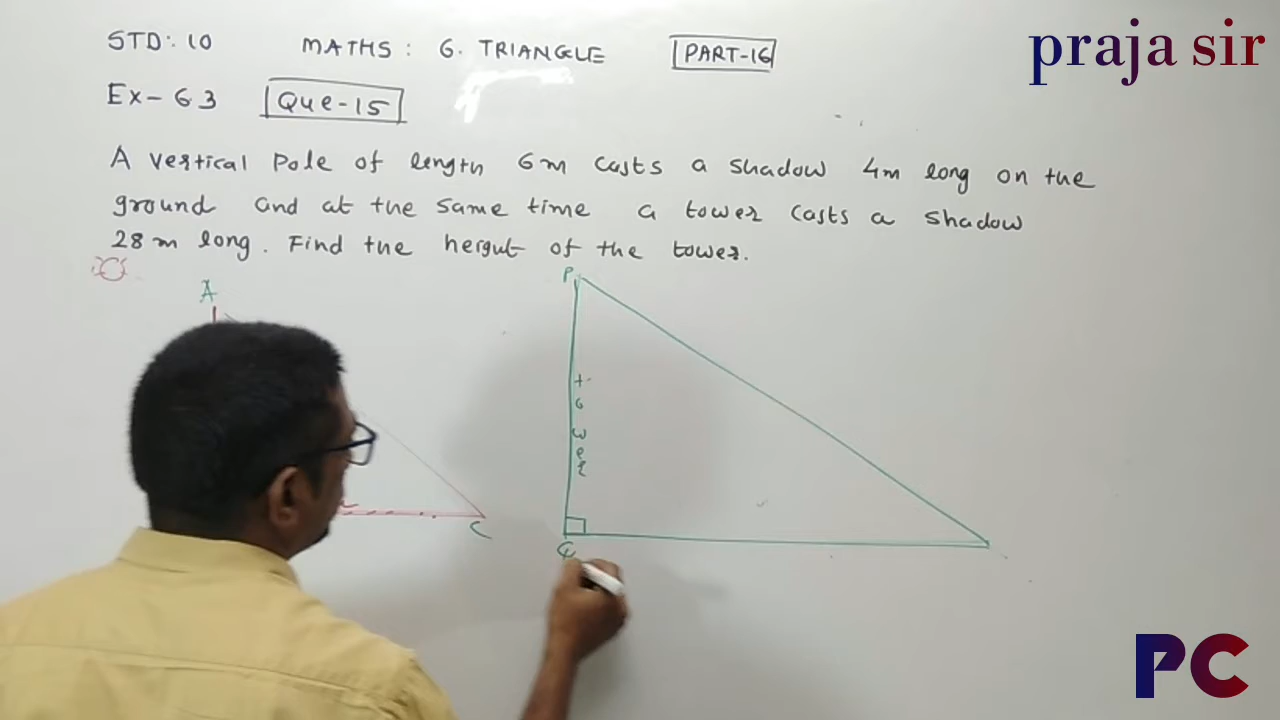 praja sir
STD: 10 MATHS: 6. TRIANGLE PART-16
Ex-6.3 Que-15
A vertical Pole of length 6m casts a shadow 4m long on the
ground and at the same time a tower casts a shadow
28m long. Find the heigut of the tower.
A
P
tower
C
Q
PC